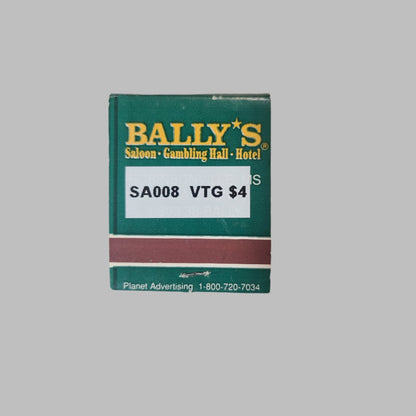 BALLY★S®
Saloon · Gambling Hall · Hotel
SA008 VTG $4
Planet Advertising 1-800-720-7034